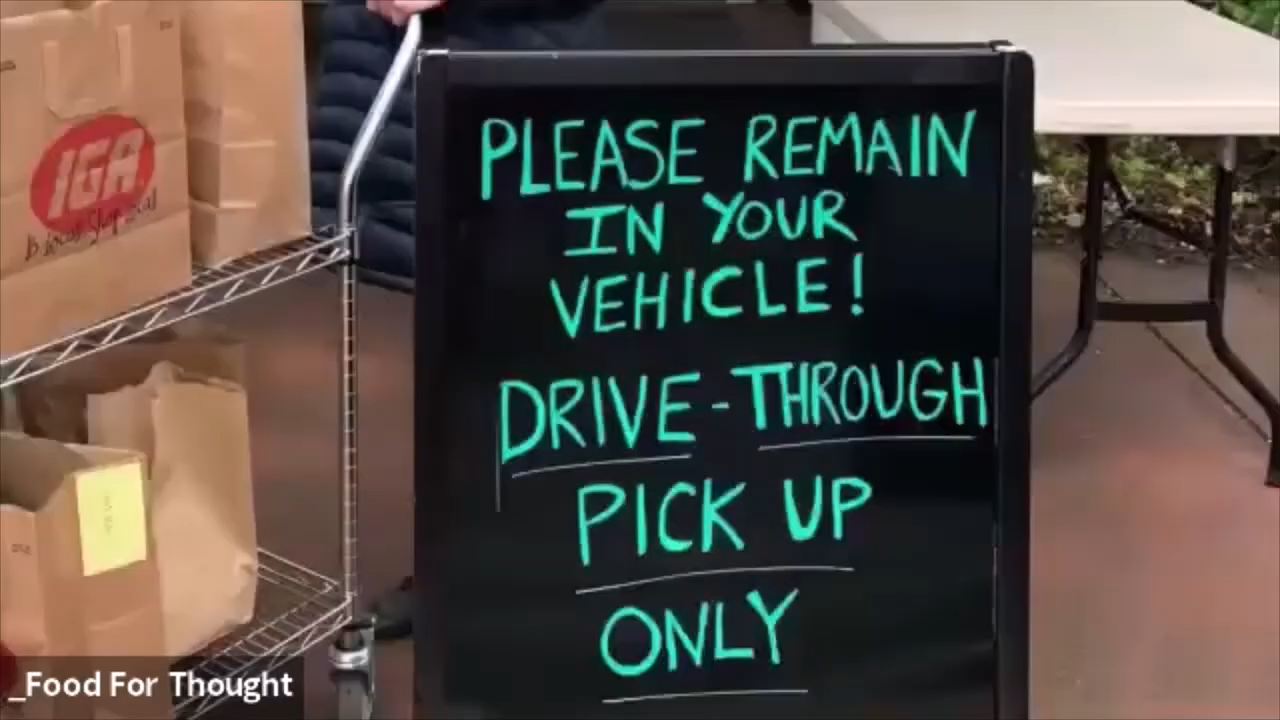 IGA
PLEASE REMAIN
IN YOUR
VEHICLE!
DRIVE-THROUGH
PICK UP
ONLY
_Food For Thought